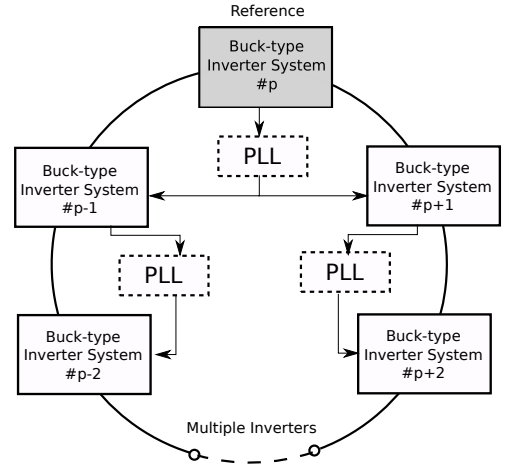 Reference
Buck-type
Inverter System
#p
PLL
Buck-type
Inverter System
#p-1
Buck-type
Inverter System
#p+1
PLL
PLL
Buck-type
Inverter System
#p-2
Buck-type
Inverter System
#p+2
Multiple Inverters